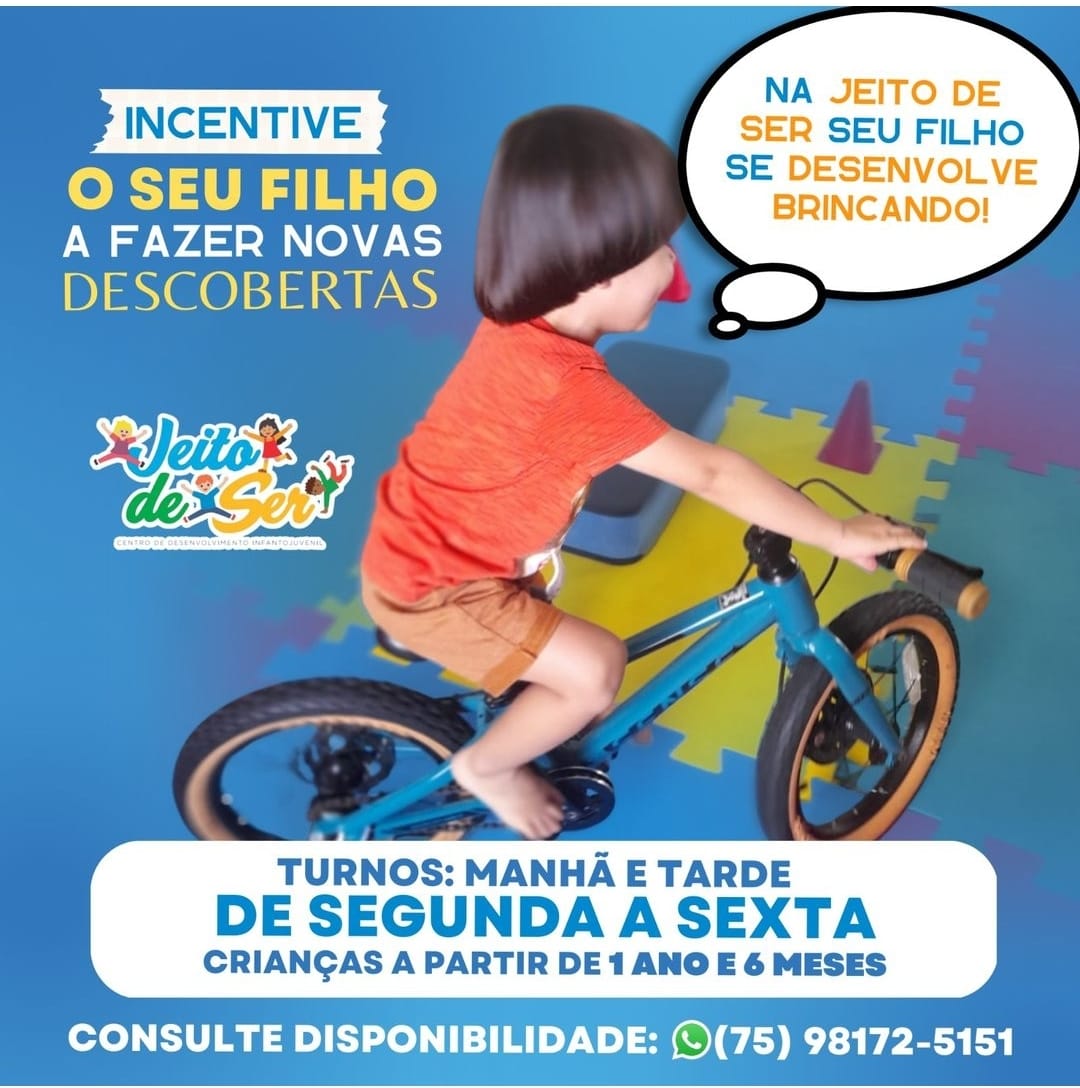 INCENTIVE
O SEU FILHO
A FAZER NOVAS
DESCOBERTAS
NA JEITO DE
SER SEU FILHO
SE DESENVOLVE
BRINCANDO!
Jeito
de Ser
CENTRO DE DESENVOLVIMENTO INFANTOJUVENIL
TURNOS: MANHÃ E TARDE
DE SEGUNDA A SEXTA
CRIANÇAS A PARTIR DE 1 ANO E 6 MESES
CONSULTE DISPONIBILIDADE: (75) 98172-5151